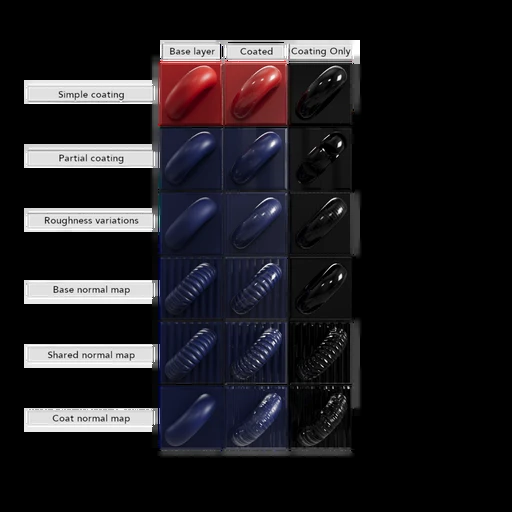 Base layer
Coated
Coating Only
Simple coating
Partial coating
Roughness variations
Base normal map
Shared normal map
Coat normal map